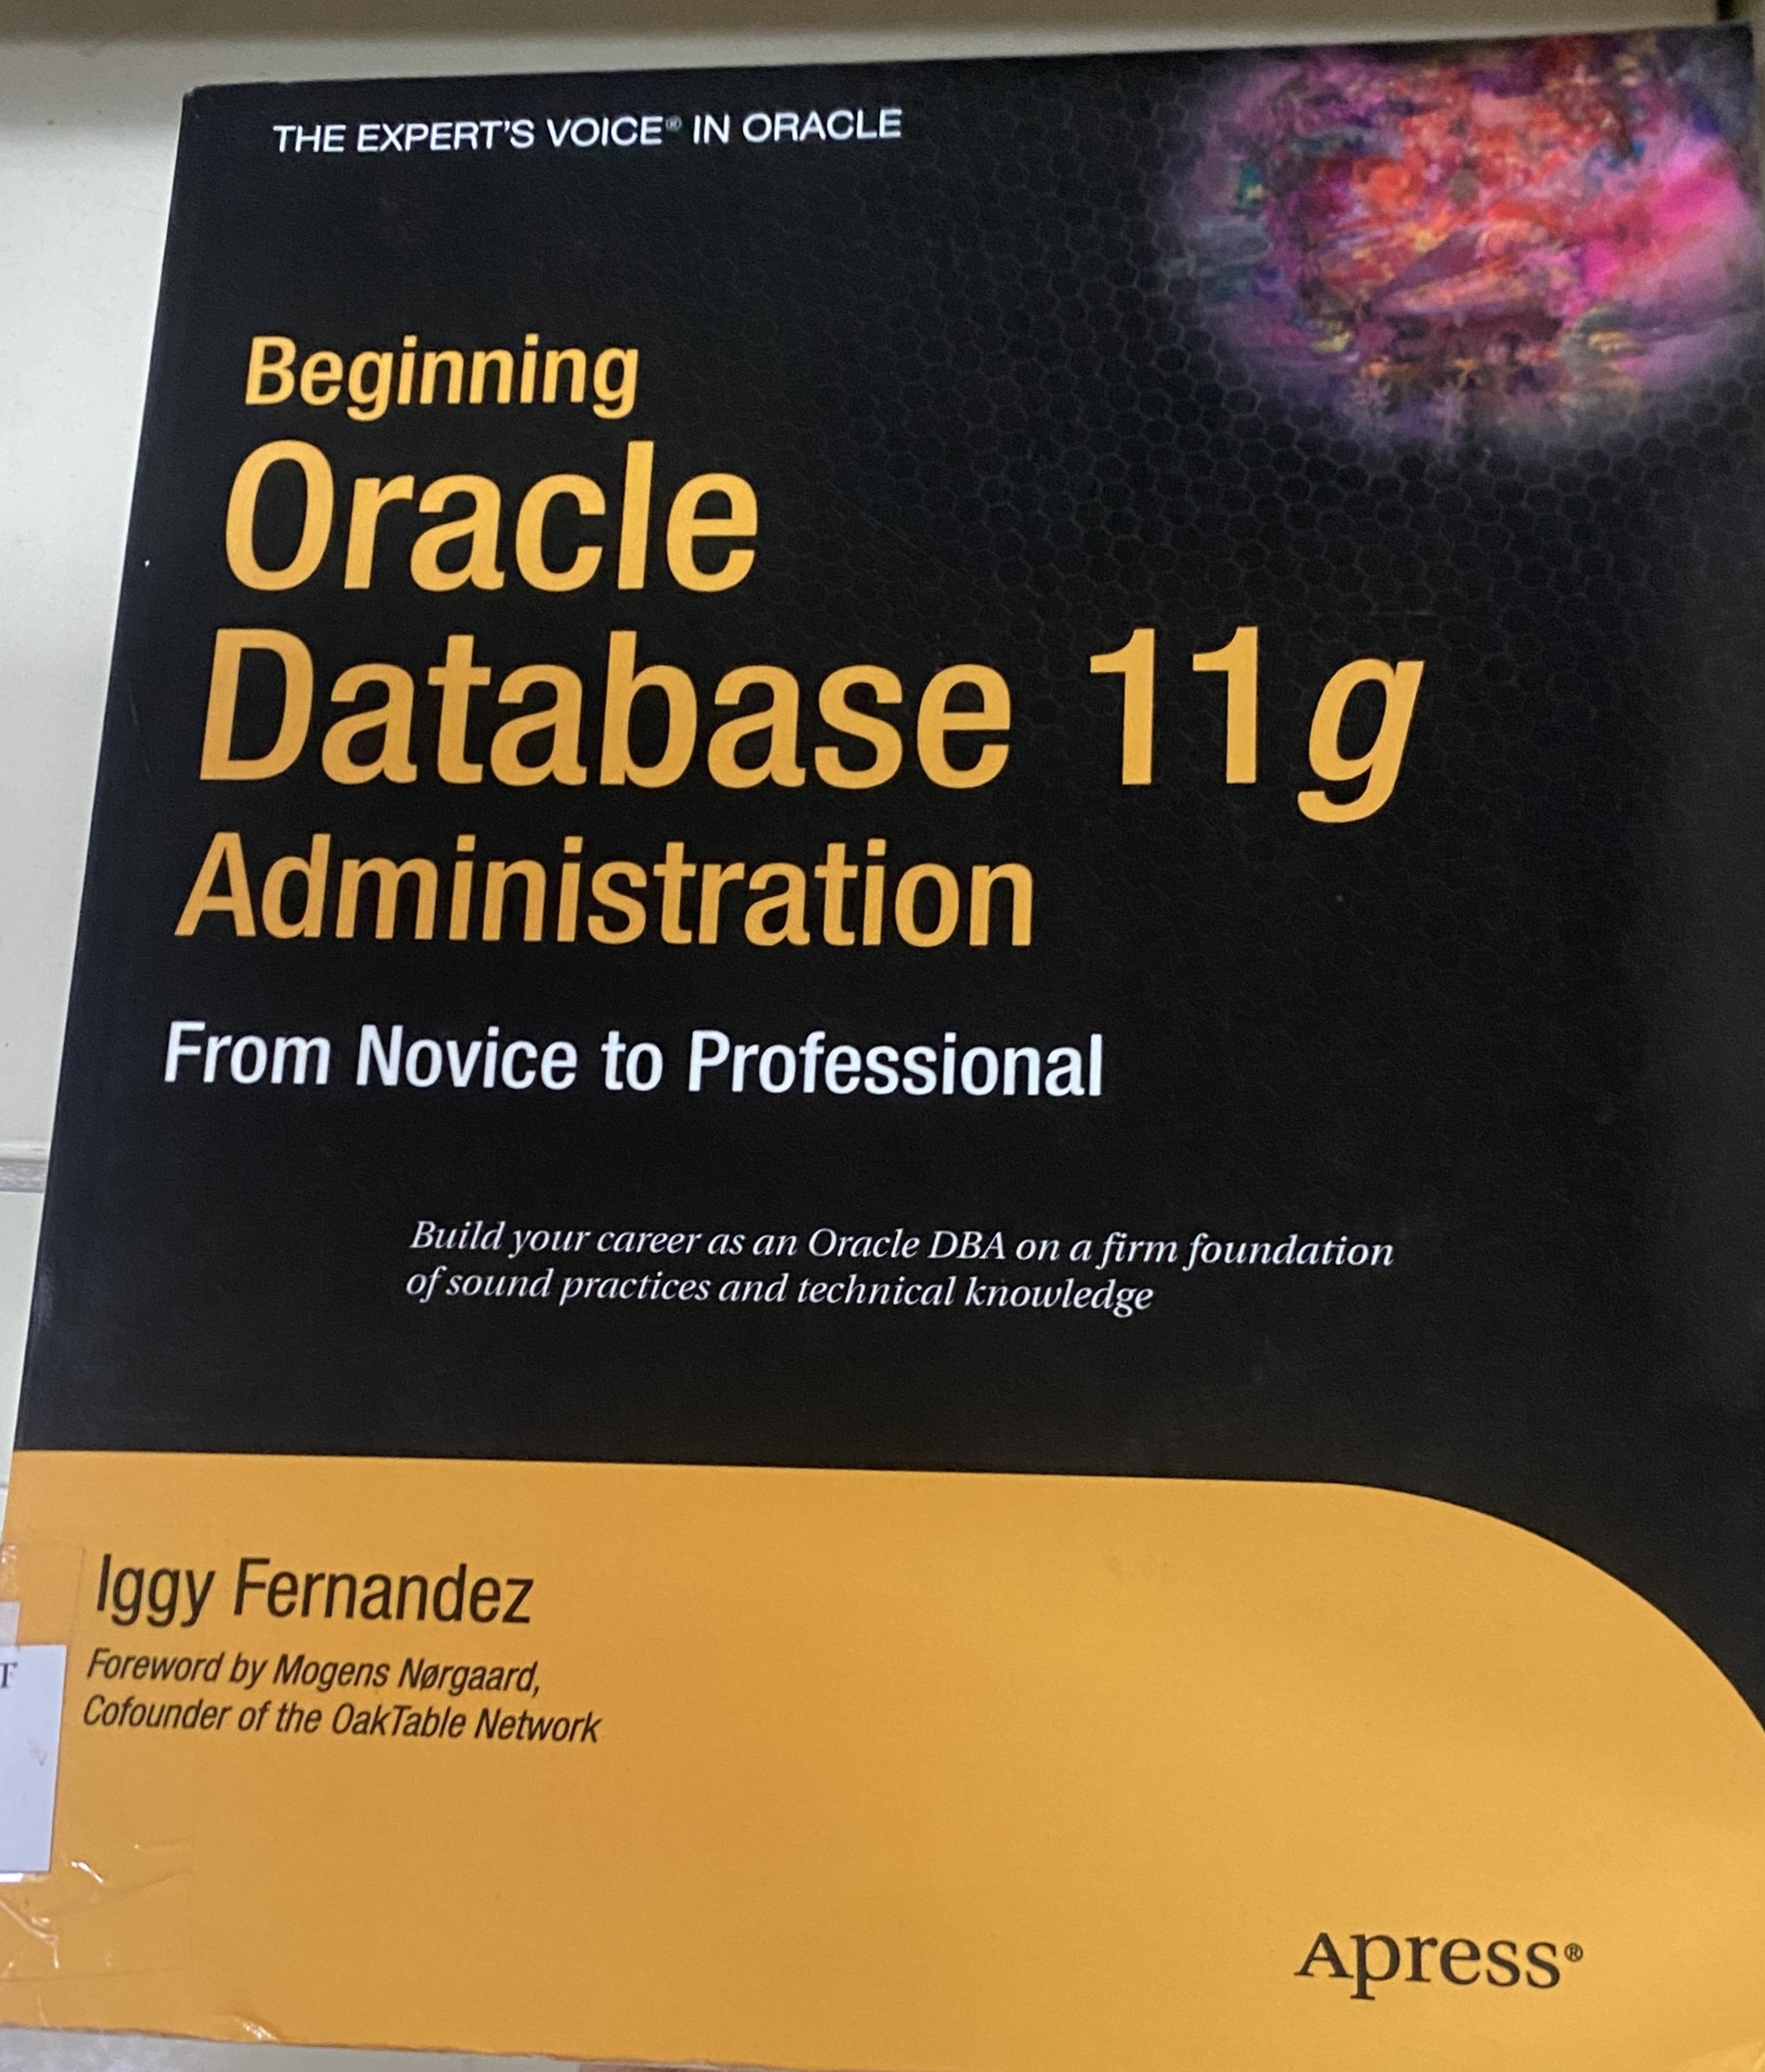 THE EXPERT'S VOICE® IN ORACLE
Beginning
Oracle
Database 11g
Administration
From Novice to Professional
Build your career as an Oracle DBA on a firm foundation
of sound practices and technical knowledge
Iggy Fernandez
Foreword by Mogens Nørgaard,
Cofounder of the OakTable Network
T
Apress®